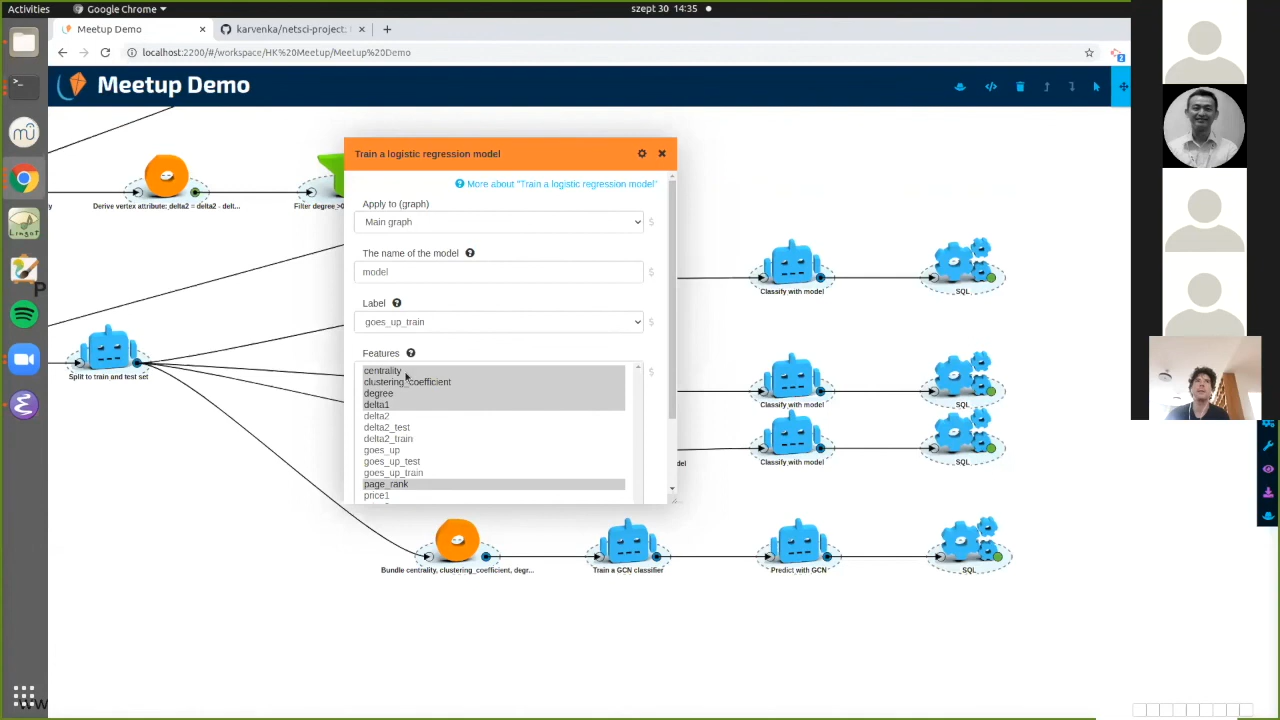 Activities
Google Chrome
szept 30 14:35
Meetup Demo
karvenka/netsci-project:
localhost:2200/#/workspace/HK%20Meetup/Meetup%20Demo
Meetup Demo
Train a logistic regression model
More about "Train a logistic regression model"
Apply to (graph)
Main graph
The name of the model
model
Label
goes_up_train
Features
centrality
clustering_coefficient
degree
delta1
delta2
delta2_test
delta2_train
goes_up
goes_up_test
goes_up_train
page_rank
price1
Derive vertex attribute: delta2 = delta2 - delt...
Filter degree >0
Split to train and test set
Classify with model
SQL
Classify with model
SQL
Classify with model
SQL
Bundle centrality, clustering_coefficient, degr...
Train a GCN classifier
Predict with GCN
SQL